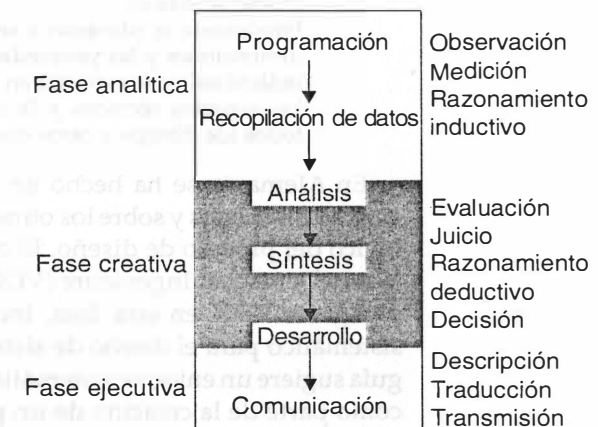 Programación
Observación
Medición
Fase analítica
Razonamiento
Recopilación de datos
inductivo
Análisis
Evaluación
Juicio
Fase creativa
Síntesis
Razonamiento
deductivo
Decisión
Desarrollo
Descripción
Fase ejecutiva
Comunicación
Traducción
Transmisión